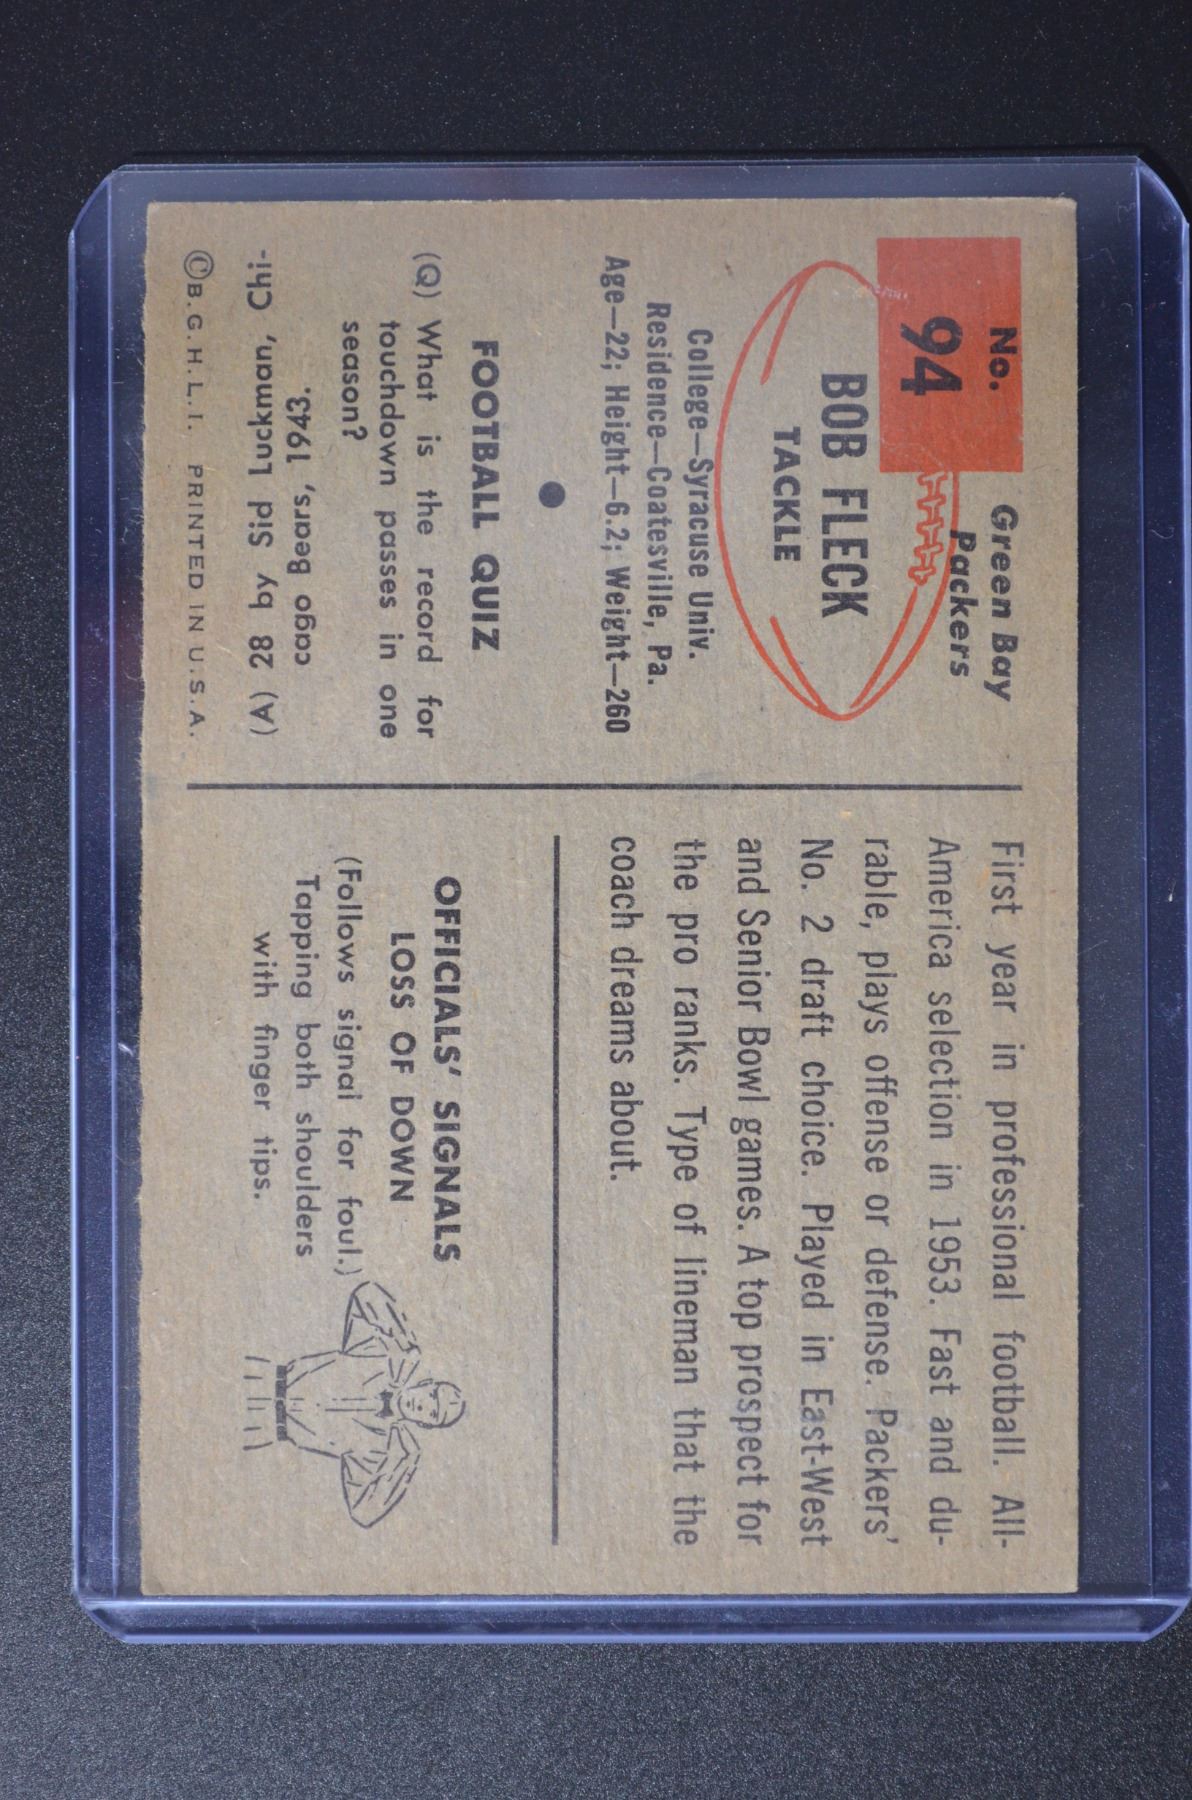 No.
94
Green Bay
Packers
BOB FLECK
TACKLE
College—Syracuse Univ.
Residence—Coatesville, Pa.
Age—22; Height—6.2; Weight—260
FOOTBALL QUIZ
(Q) What is the record for
touchdown passes in one
season?
(A) 28 by Sid Luckman, Chi-
cago Bears', 1943.
©B.G.H.L.I. PRINTED IN U.S.A.
First year in professional football. All-
America selection in 1953. Fast and du-
rable, plays offense or defense. Packers'
No. 2 draft choice. Played in East-West
and Senior Bowl games. A top prospect for
the pro ranks. Type of lineman that the
coach dreams about.
OFFICIALS' SIGNALS
LOSS OF DOWN
(Follows signal for foul.)
Tapping both shoulders
with finger tips.